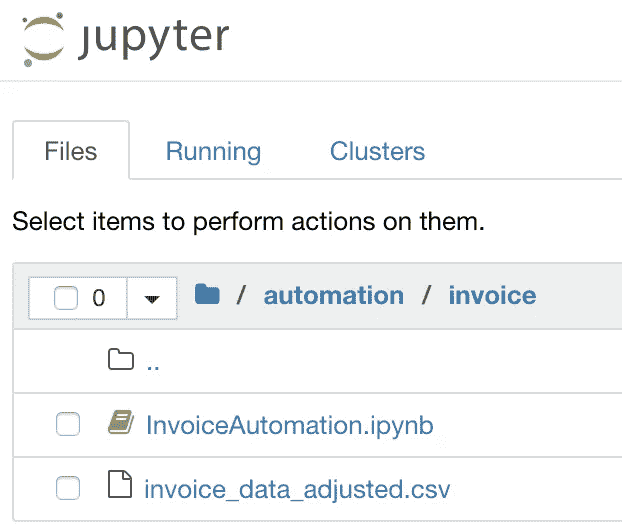 jupyter
Files Running Clusters
Select items to perform actions on them.
0 / automation / invoice
..
InvoiceAutomation.ipynb
invoice_data_adjusted.csv